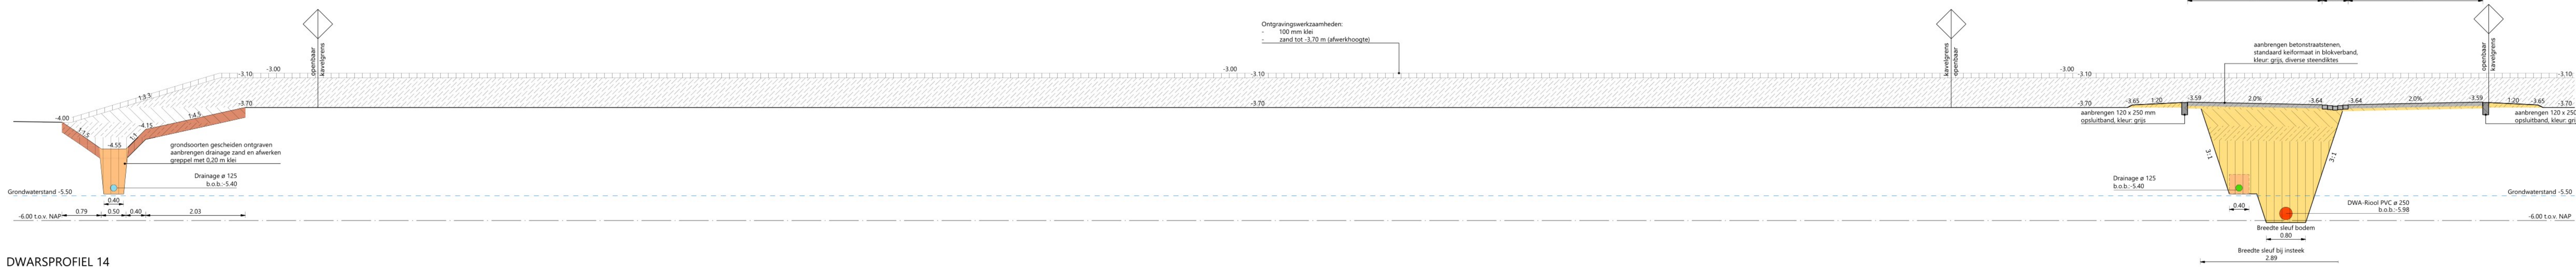 Ontgravingswerkzaamheden:
- 100 mm klei
- zand tot -3,70 m (afwerkhoogte)
openbaar
kavelgrens
kavelgrens
openbaar
openbaar
kavelgrens
aanbrengen betonstraatstenen,
standaard keiformaat in blokverband,
kleur: grijs, diverse steendiktes
-3.10
-3.00
-3.00
-3.10
-3.00
-3.10
-3.10
1:3.3
-3.70
-3.70
-3.70
-3.65
1:20
-3.59
2.0%
-3.64
-3.64
2.0%
-3.59
1:20
-3.65
-3.70
-4.00
1:1.5
-4.15
1:1
1:4.5
-4.55
aanbrengen 120 x 250 mm
opsluitband, kleur: grijs
aanbrengen 120 x 250
opsluitband, kleur: grij
grondsoorten gescheiden ontgraven
aanbrengen drainage zand en afwerken
greppel met 0,20 m klei
3:1
3:1
Drainage ø 125
b.o.b.:-5.40
Drainage ø 125
b.o.b.:-5.40
Grondwaterstand -5.50
Grondwaterstand -5.50
0.40
0.40
DWA-Riool PVC ø 250
b.o.b.:-5.98
-6.00 t.o.v. NAP
0.79
0.50
0.40
2.03
-6.00 t.o.v. NAP
Breedte sleuf bodem
0.80
Breedte sleuf bij insteek
2.89
DWARSPROFIEL 14